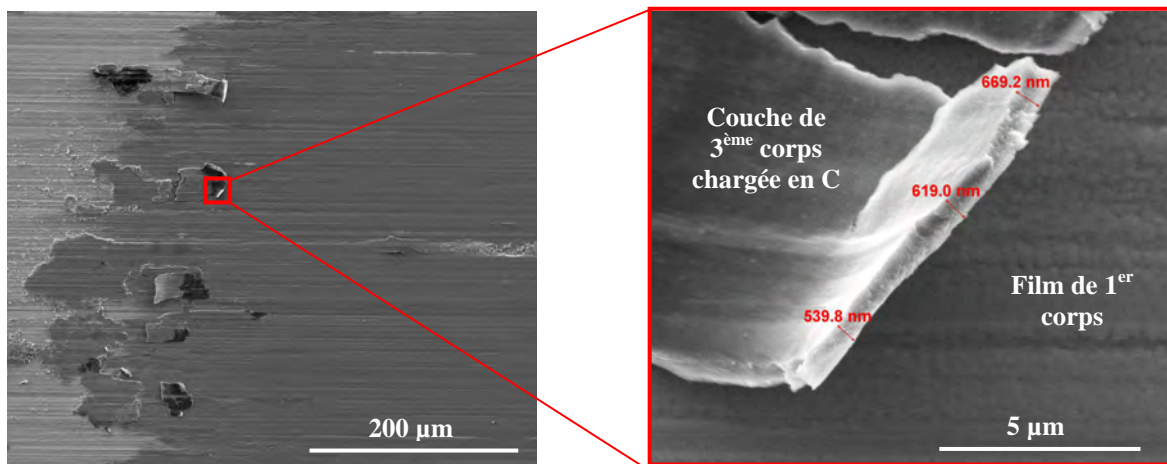 200 µm
Couche de
3ème corps
chargée en C
669.2 nm
619.0 nm
539.8 nm
Film de 1er
corps
5 µm